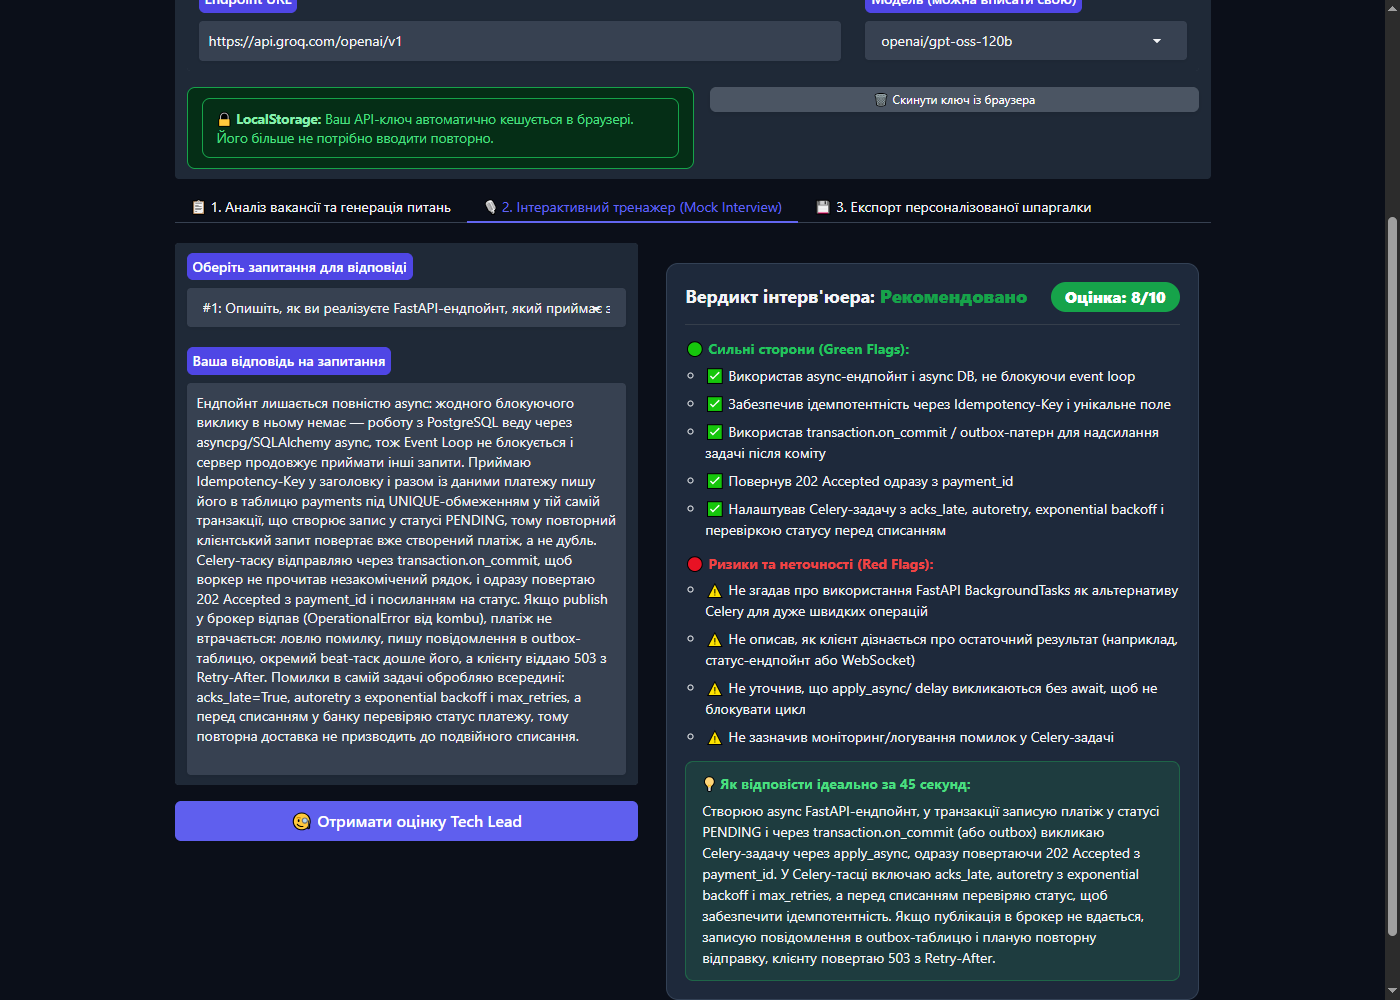 Endpoint URL
Модель (можна вписати свою)
https://api.groq.com/openai/v1
openai/gpt-oss-120b
🔒 LocalStorage: Ваш API-ключ автоматично кешується в браузері.
Його більше не потрібно вводити повторно.
🗑️ Скинути ключ із браузера
📋 1. Аналіз вакансії та генерація питань
🎙️ 2. Інтерактивний тренажер (Mock Interview)
💾 3. Експорт персоналізованої шпаргалки
Оберіть запитання для відповіді
#1: Опишіть, як ви реалізуєте FastAPI-ендпойнт, який приймає з
Ваша відповідь на запитання
Ендпойнт лишається повністю async: жодного блокуючого
виклику в ньому немає — роботу з PostgreSQL веду через
asyncpg/SQLAlchemy async, тож Event Loop не блокується і
сервер продовжує приймати інші запити. Приймаю
Idempotency-Key у заголовку і разом із даними платежу пишу
його в таблицю payments під UNIQUE-обмеженням у тій самій
транзакції, що створює запис у статусі PENDING, тому повторний
клієнтський запит повертає вже створений платіж, а не дубль.
Celery-таску відправляю через transaction.on_commit, щоб
воркер не прочитав незакомічений рядок, і одразу повертаю
202 Accepted з payment_id і посиланням на статус. Якщо publish
у брокер відпав (OperationalError від kombu), платіж не
втрачається: ловлю помилку, пишу повідомлення в outbox-
таблицю, окремий beat-таск дошле його, а клієнту віддаю 503 з
Retry-After. Помилки в самій задачі обробляю всередині:
acks_late=True, autoretry з exponential backoff і max_retries, а
перед списанням у банку перевіряю статус платежу, тому
повторна доставка не призводить до подвійного списання.
🧐 Отримати оцінку Tech Lead
Вердикт інтерв'юера: Рекомендовано
Оцінка: 8/10
🟢 Сильні сторони (Green Flags):
✅ Використав async-ендпойнт і async DB, не блокуючи event loop
✅ Забезпечив ідемпотентність через Idempotency-Key і унікальне поле
✅ Використав transaction.on_commit / outbox-патерн для надсилання
задачі після коміту
✅ Повернув 202 Accepted одразу з payment_id
✅ Налаштував Celery-задачу з acks_late, autoretry, exponential backoff і
перевіркою статусу перед списанням
🔴 Ризики та неточності (Red Flags):
⚠️ Не згадав про використання FastAPI BackgroundTasks як альтернативу
Celery для дуже швидких операцій
⚠️ Не описав, як клієнт дізнається про остаточний результат (наприклад,
статус-ендпойнт або WebSocket)
⚠️ Не уточнив, що apply_async/ delay викликаються без await, щоб не
блокувати цикл
⚠️ Не зазначив моніторинг/логування помилок у Celery-задачі
💡 Як відповісти ідеально за 45 секунд:
Створюю async FastAPI-ендпойнт, у транзакції записую платіж у статусі
PENDING і через transaction.on_commit (або outbox) викликаю
Celery-задачу через apply_async, одразу повертаючи 202 Accepted з
payment_id. У Celery-тасці включаю acks_late, autoretry з exponential
backoff і max_retries, а перед списанням перевіряю статус, щоб
забезпечити ідемпотентність. Якщо публікація в брокер не вдається,
записую повідомлення в outbox-таблицю і планую повторну
відправку, клієнту повертаю 503 з Retry-After.